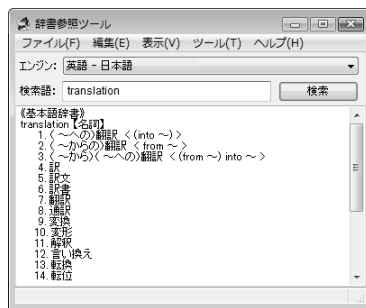 辞書参照ツール
ファイル(F) 編集(E) 表示(V) ツール(T) ヘルプ(H)
エンジン: 英語 - 日本語
検索語: translation 検索
《基本語辞書》
translation【名詞】
1.（ ～への）翻訳 < (into ～) >
2.（ ～からの）翻訳 < (from ～) >
3.（ ～から）（ ～への）翻訳 < (from ～) into ～ >
4. 訳
5. 訳文
6. 訳書
7. 翻訳
8. 通訳
9. 変換
10. 変形
11. 解釈
12. 言い換え
13. 転換
14. 転位